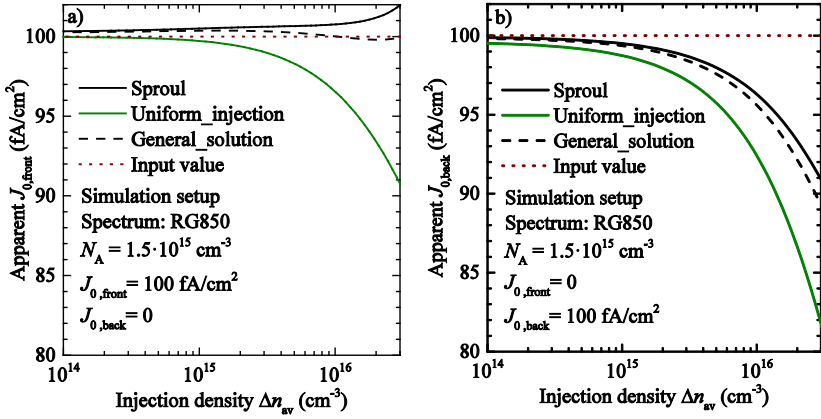 a)
100
95
90
85
80
Apparent J0,front (fA/cm²)
Sproul
Uniform_injection
General_solution
Input value
Simulation setup
Spectrum: RG850
NA = 1.5·10¹⁵ cm⁻³
J0,front= 100 fA/cm²
J0,back= 0
10¹⁴ 10¹⁵ 10¹⁶
Injection density Δnav (cm⁻³)
b)
100
95
90
85
80
Apparent J0,back (fA/cm²)
Sproul
Uniform_injection
General_solution
Input value
Simulation setup
Spectrum: RG850
NA = 1.5·10¹⁵ cm⁻³
J0,front= 0
J0,back= 100 fA/cm²
10¹⁴ 10¹⁵ 10¹⁶
Injection density Δnav (cm⁻³)